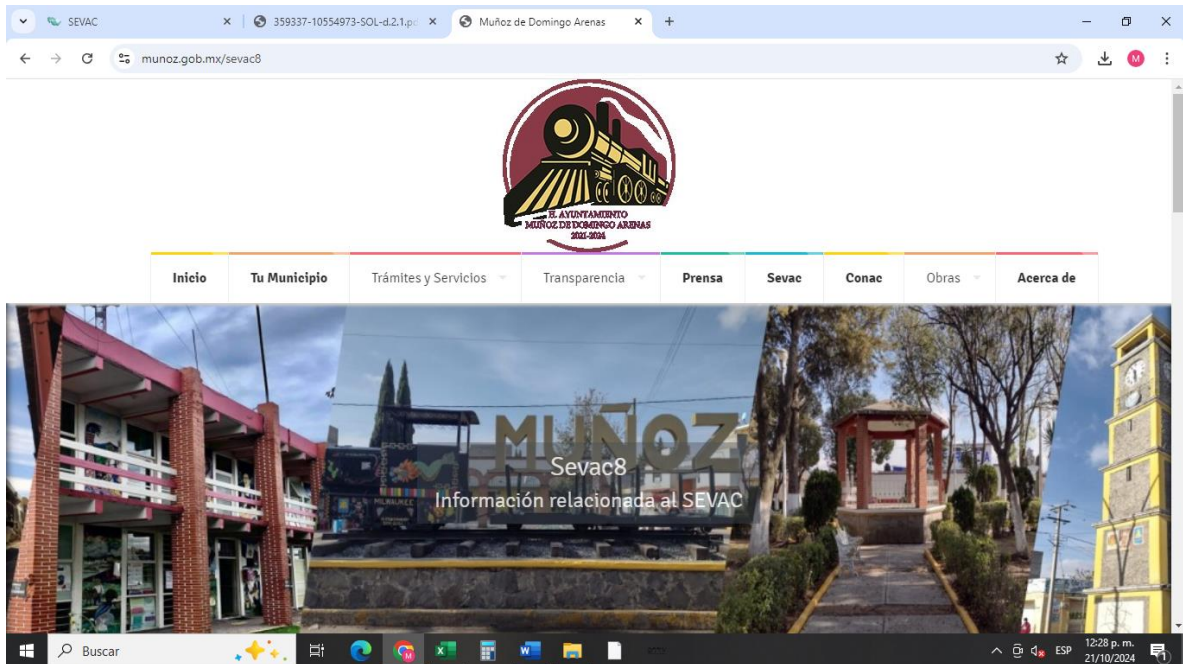 SEVAC
359337-10554973-SOL-d.2.1.pd
Muñoz de Domingo Arenas
munoz.gob.mx/sevac8
M
H. AYUNTAMIENTO
MUÑOZ DE DOMINGO ARENAS
2021-2024
Inicio Tu Municipio Trámites y Servicios Transparencia Prensa Sevac Conac Obras Acerca de
MUÑOZ
Sevac8
Información relacionada al SEVAC
Buscar
ESP
12:28 p. m.
21/10/2024